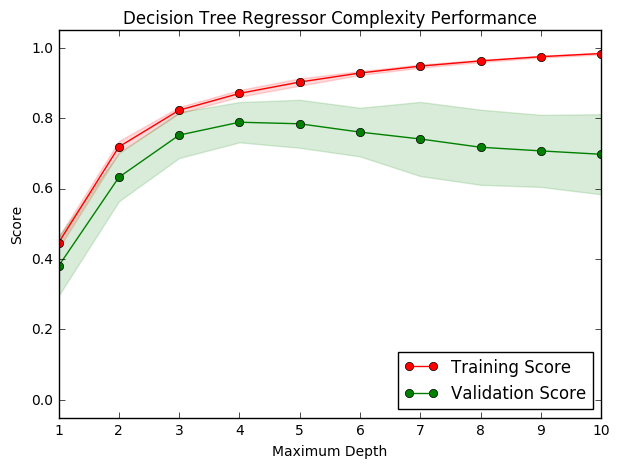 Decision Tree Regressor Complexity Performance
1.0
0.8
0.6
0.4
0.2
0.0
Score
Training Score
Validation Score
1 2 3 4 5 6 7 8 9 10
Maximum Depth